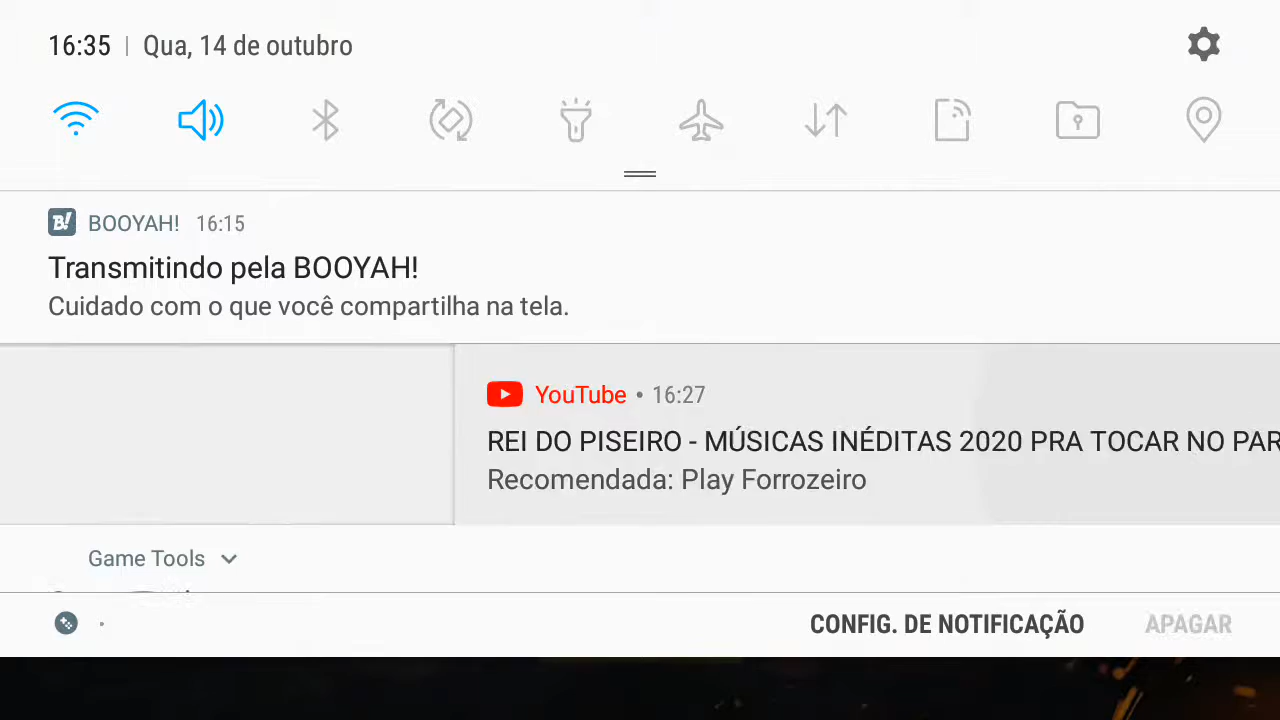 16:35 | Qua, 14 de outubro
B! BOOYAH! 16:15
Transmitindo pela BOOYAH!
Cuidado com o que você compartilha na tela.
YouTube • 16:27
REI DO PISEIRO - MÚSICAS INÉDITAS 2020 PRA TOCAR NO PAR
Recomendada: Play Forrozeiro
Game Tools
CONFIG. DE NOTIFICAÇÃO APAGAR